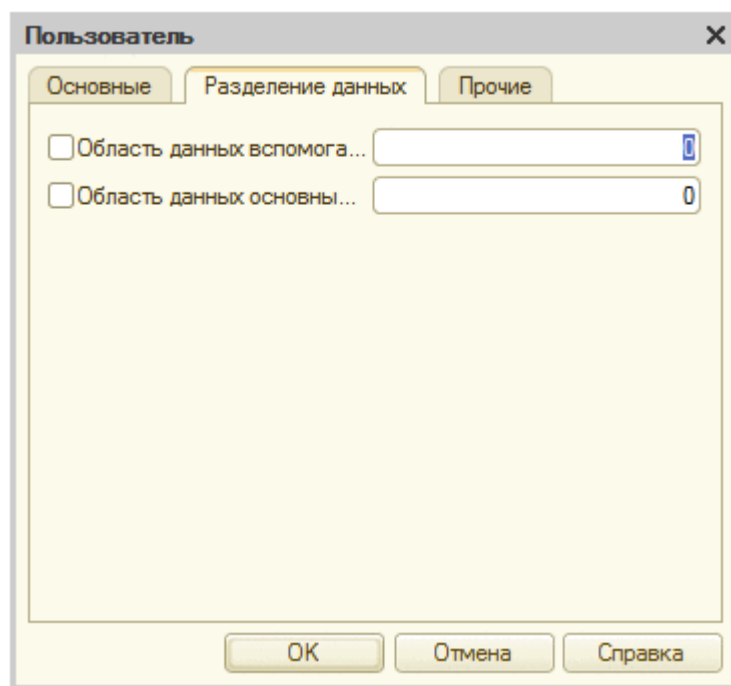 Пользователь
Основные Разделение данных Прочие
Область данных вспомога... 0
Область данных основны... 0
OK Отмена Справка